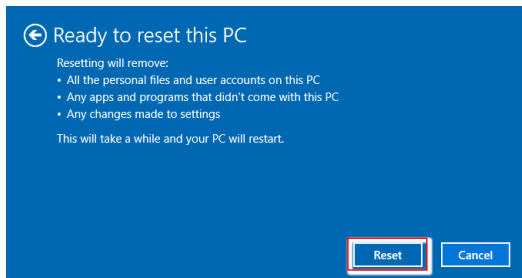 Ready to reset this PC
Resetting will remove:
• All the personal files and user accounts on this PC
• Any apps and programs that didn't come with this PC
• Any changes made to settings
This will take a while and your PC will restart.
Reset Cancel